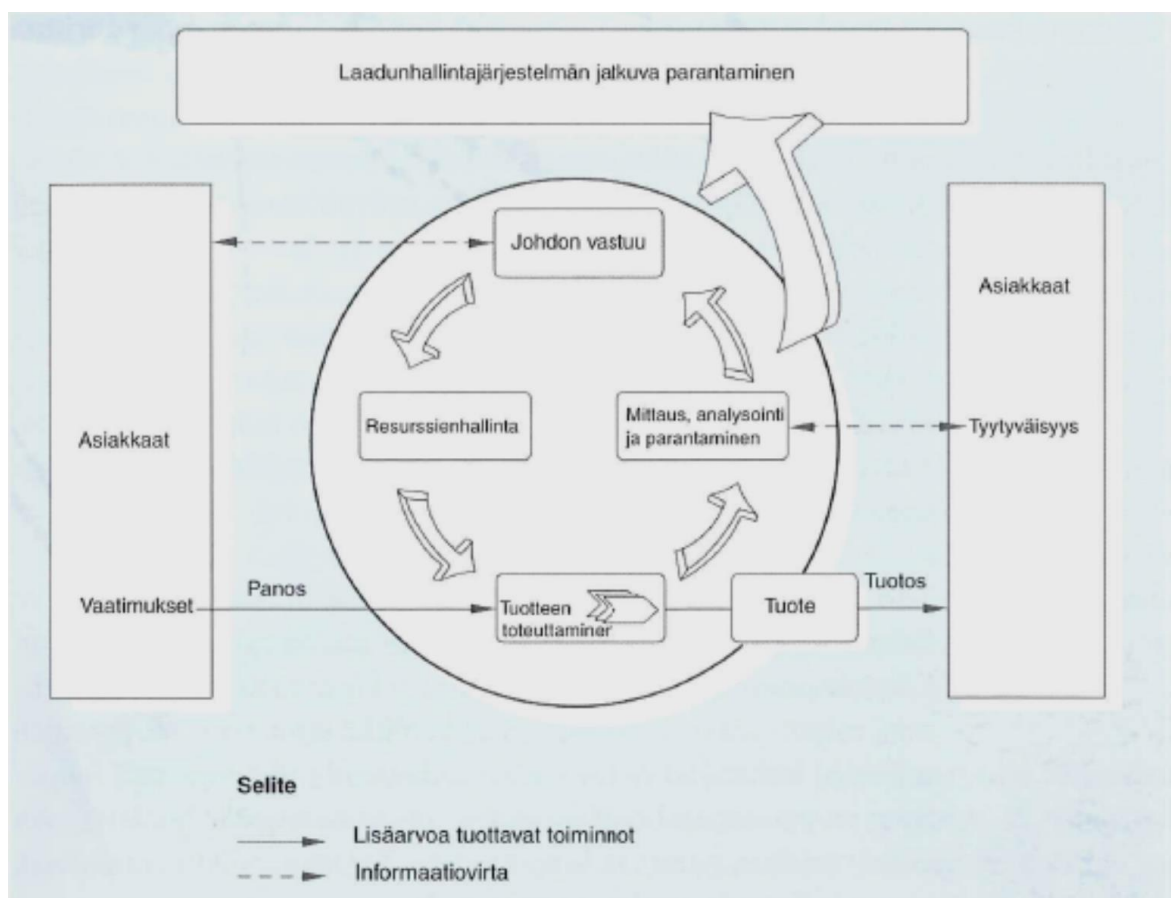 Laadunhallintajärjestelmän jatkuva parantaminen
Johdon vastuu
Asiakkaat
Resurssienhallinta
Mittaus, analysointi
ja parantaminen
Asiakkaat
Tyytyväisyys
Vaatimukset
Panos
Tuotteen
toteuttaminer
Tuote
Tuotos
Selite
Lisäarvoa tuottavat toiminnot
Informaatiovirta